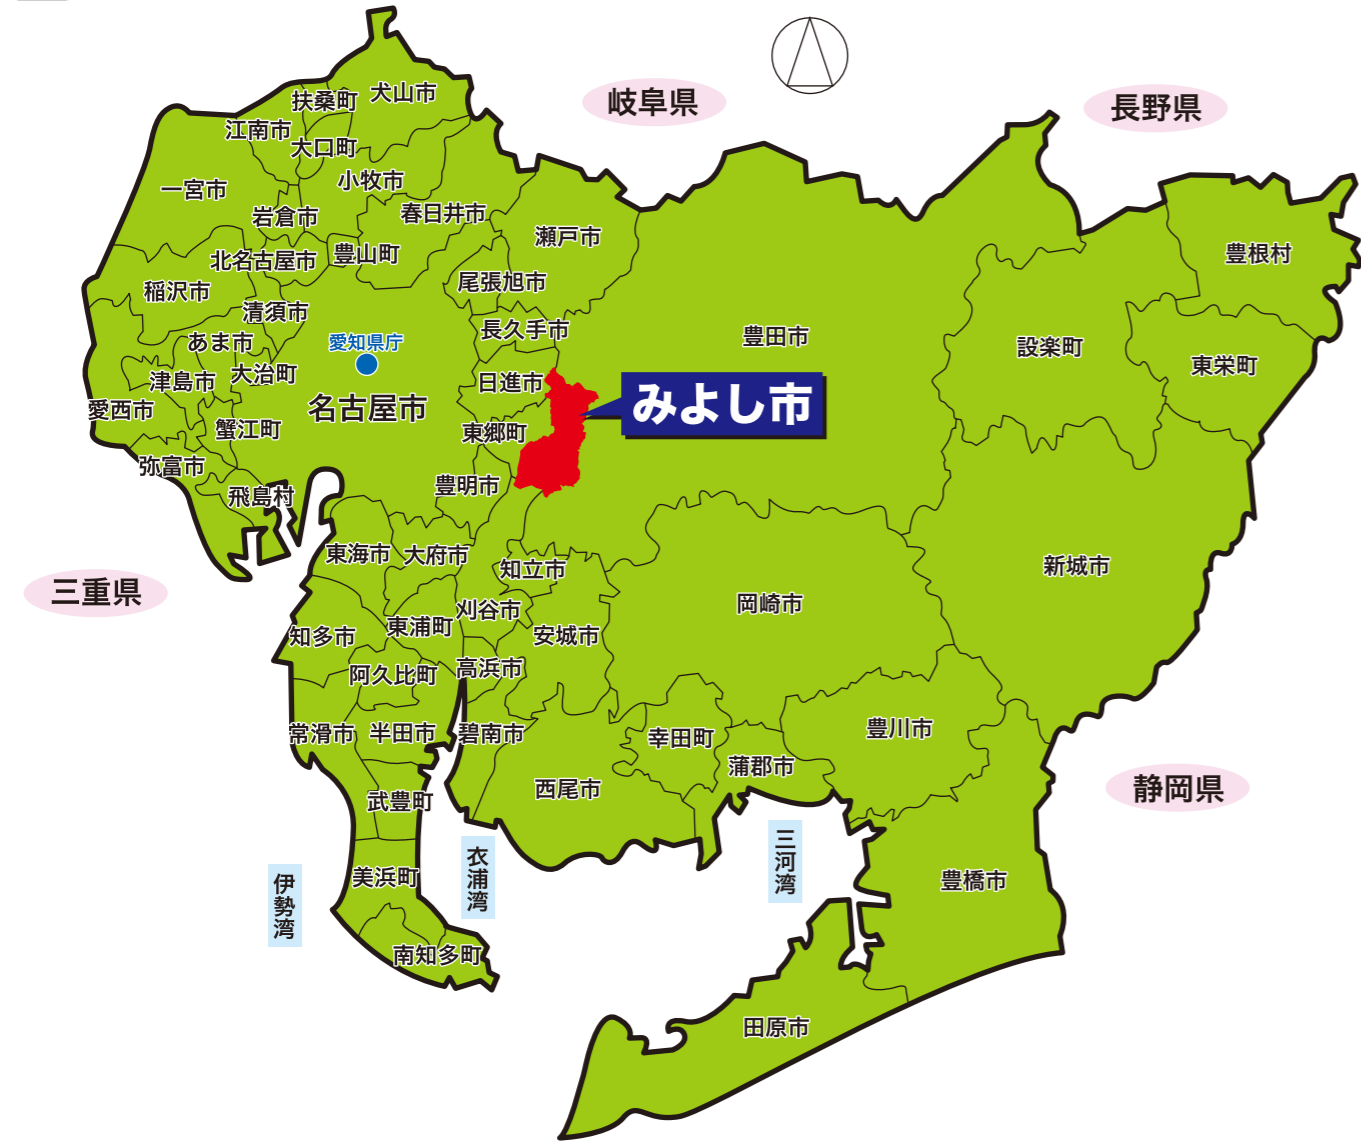 犬山市
扶桑町
岐阜県
長野県
江南市
大口町
小牧市
一宮市
岩倉市
春日井市
瀬戸市
豊山町
豊根村
北名古屋市
尾張旭市
稲沢市
清須市
長久手市
豊田市
あま市
愛知県庁
設楽町
東栄町
津島市
大治町
日進市
愛西市
名古屋市
みよし市
蟹江町
東郷町
弥富市
豊明市
飛島村
東海市
大府市
知立市
新城市
三重県
岡崎市
刈谷市
知多市
東浦町
安城市
阿久比町
高浜市
常滑市
半田市
碧南市
幸田町
豊川市
蒲郡市
西尾市
静岡県
武豊町
三河湾
衣浦湾
美浜町
豊橋市
伊勢湾
南知多町
田原市